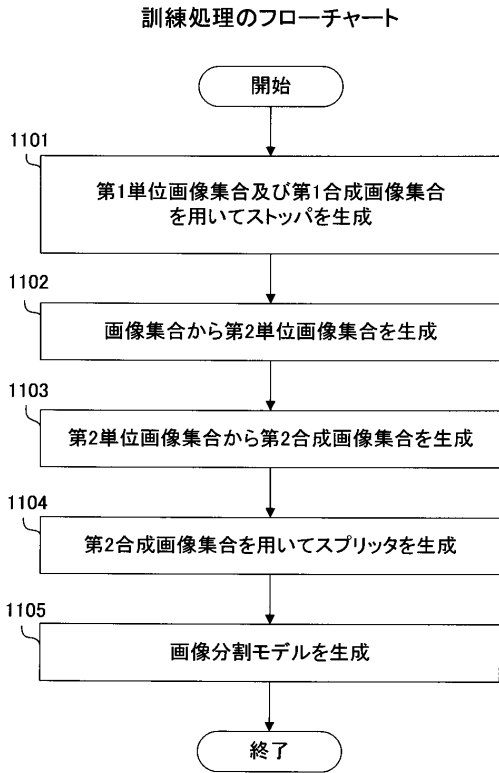 訓練処理のフローチャート
開始
1101
第1単位画像集合及び第1合成画像集合
を用いてストッパを生成
1102
画像集合から第2単位画像集合を生成
1103
第2単位画像集合から第2合成画像集合を生成
1104
第2合成画像集合を用いてスプリッタを生成
1105
画像分割モデルを生成
終了